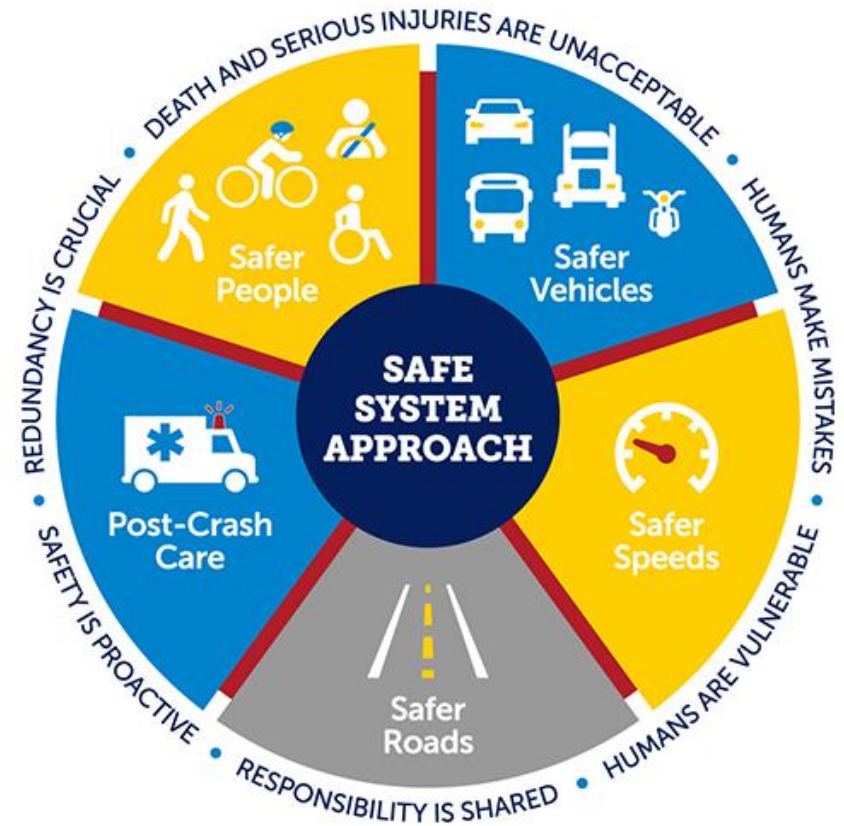 DEATH AND SERIOUS INJURIES ARE UNACCEPTABLE
HUMANS MAKE MISTAKES
HUMANS ARE VULNERABLE
RESPONSIBILITY IS SHARED
SAFETY IS PROACTIVE
REDUNDANCY IS CRUCIAL
Safer
People
Safer
Vehicles
SAFE
SYSTEM
APPROACH
Post-Crash
Care
Safer
Speeds
Safer
Roads